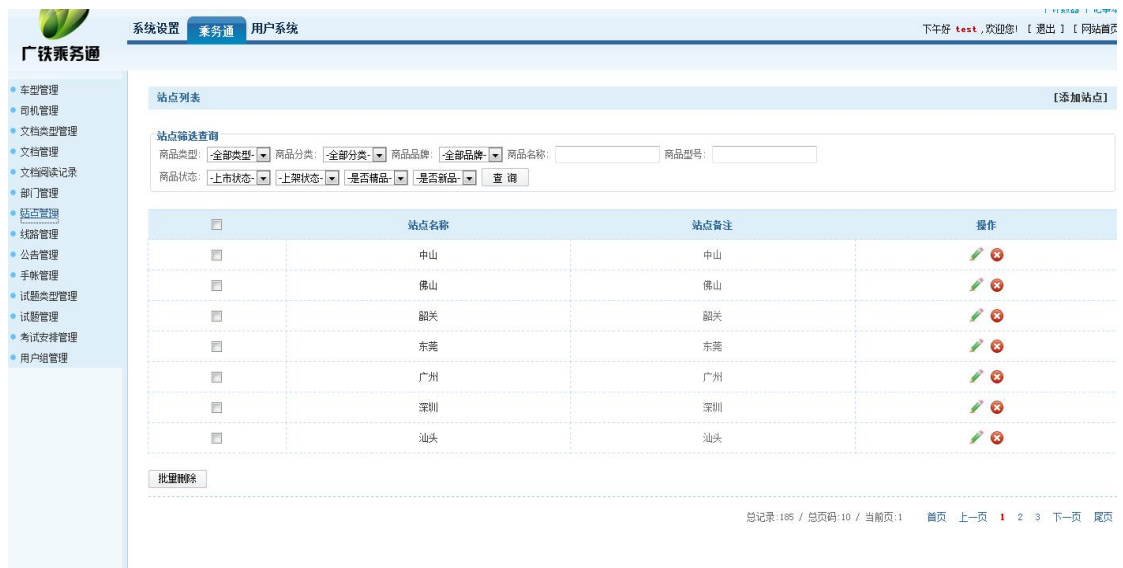 系统设置 乘务通 用户系统
下午好 test ,欢迎您! [ 退出 ] [ 网站首页
广铁乘务通
车型管理
司机管理
文档类型管理
文档管理
文档阅读记录
部门管理
站点管理
线路管理
公告管理
手帐管理
试题类型管理
试题管理
考试安排管理
用户组管理
站点列表 [添加站点]
站点筛选查询
商品类型: -全部类型- 商品分类: -全部分类- 商品品牌: -全部品牌- 商品名称: 商品型号:
商品状态: -上市状态- -上架状态- -是否精品- -是否新品- 查 询
站点名称 站点备注 操作
中山 中山
佛山 佛山
韶关 韶关
东莞 东莞
广州 广州
深圳 深圳
汕头 汕头
批量删除
总记录:185 / 总页码:10 / 当前页:1 首页 上一页 1 2 3 下一页 尾页